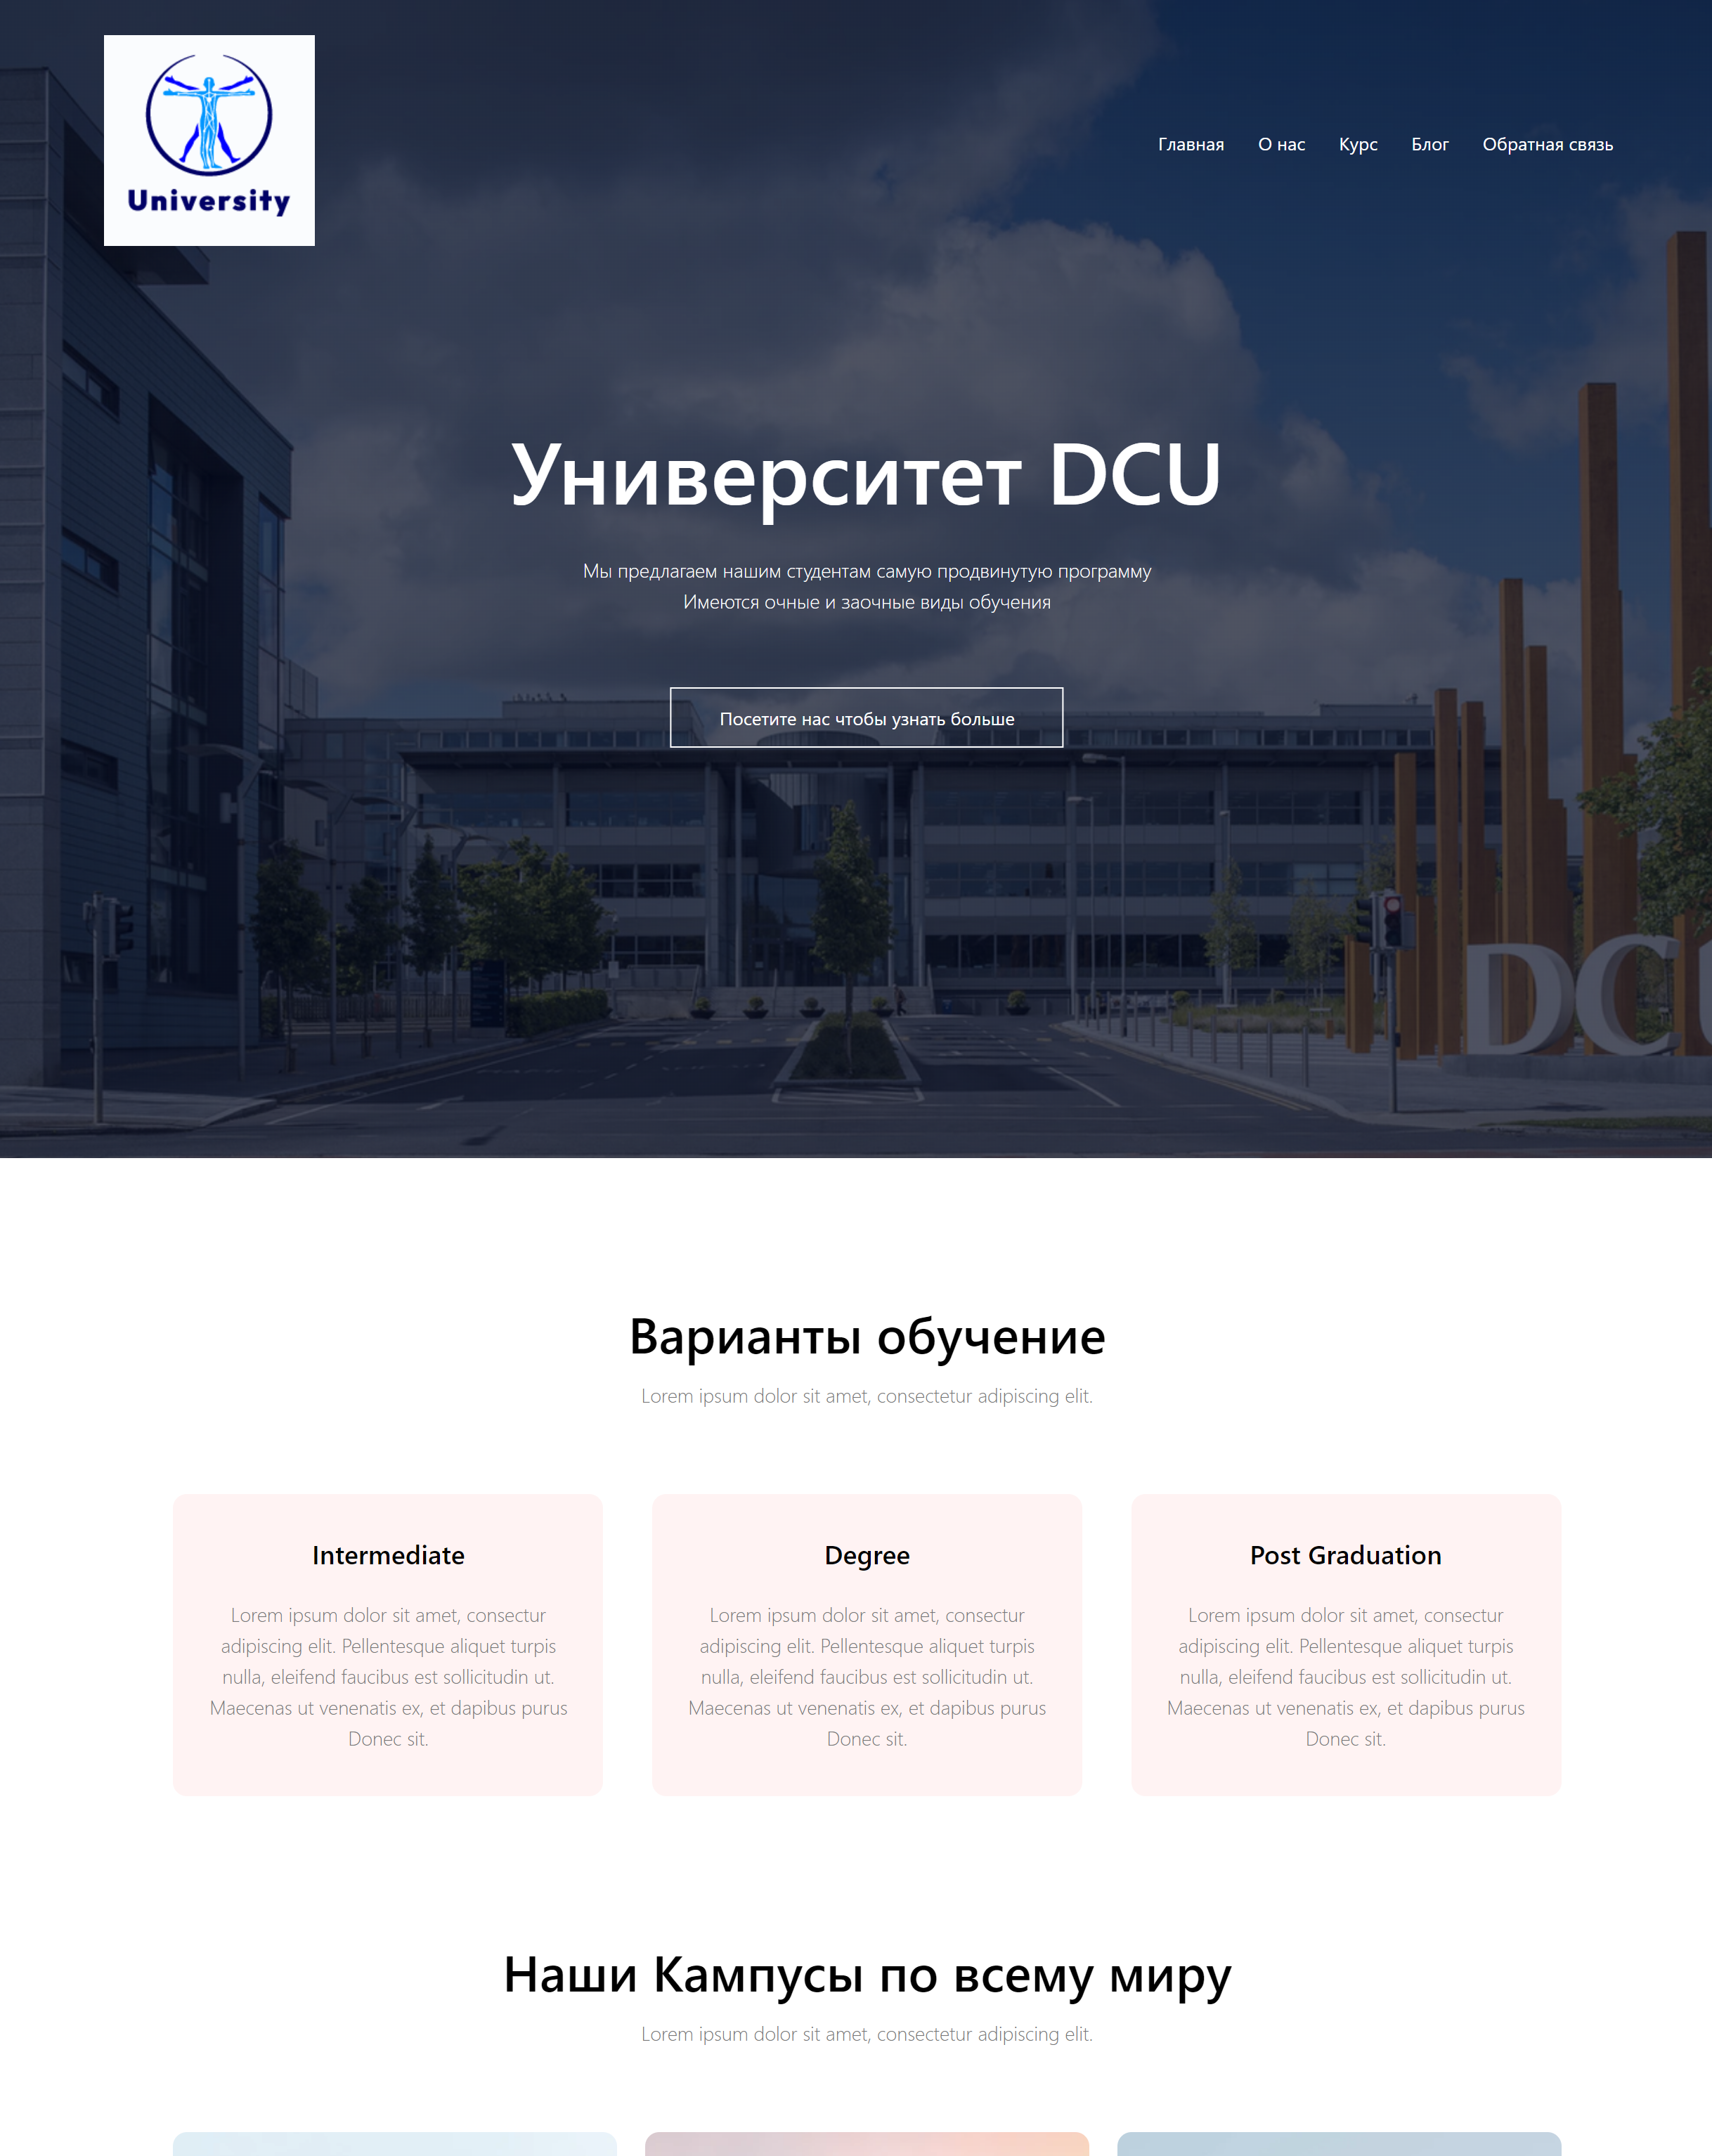 University
Главная О нас Курс Блог Обратная связь
Университет DCU
Мы предлагаем нашим студентам самую продвинутую программу
Имеются очные и заочные виды обучения
Посетите нас чтобы узнать больше
DCU
Варианты обучение
Lorem ipsum dolor sit amet, consectetur adipiscing elit.
Intermediate
Lorem ipsum dolor sit amet, consectur
adipiscing elit. Pellentesque aliquet turpis
nulla, eleifend faucibus est sollicitudin ut.
Maecenas ut venenatis ex, et dapibus purus
Donec sit.
Degree
Lorem ipsum dolor sit amet, consectur
adipiscing elit. Pellentesque aliquet turpis
nulla, eleifend faucibus est sollicitudin ut.
Maecenas ut venenatis ex, et dapibus purus
Donec sit.
Post Graduation
Lorem ipsum dolor sit amet, consectur
adipiscing elit. Pellentesque aliquet turpis
nulla, eleifend faucibus est sollicitudin ut.
Maecenas ut venenatis ex, et dapibus purus
Donec sit.
Наши Кампусы по всему миру
Lorem ipsum dolor sit amet, consectetur adipiscing elit.